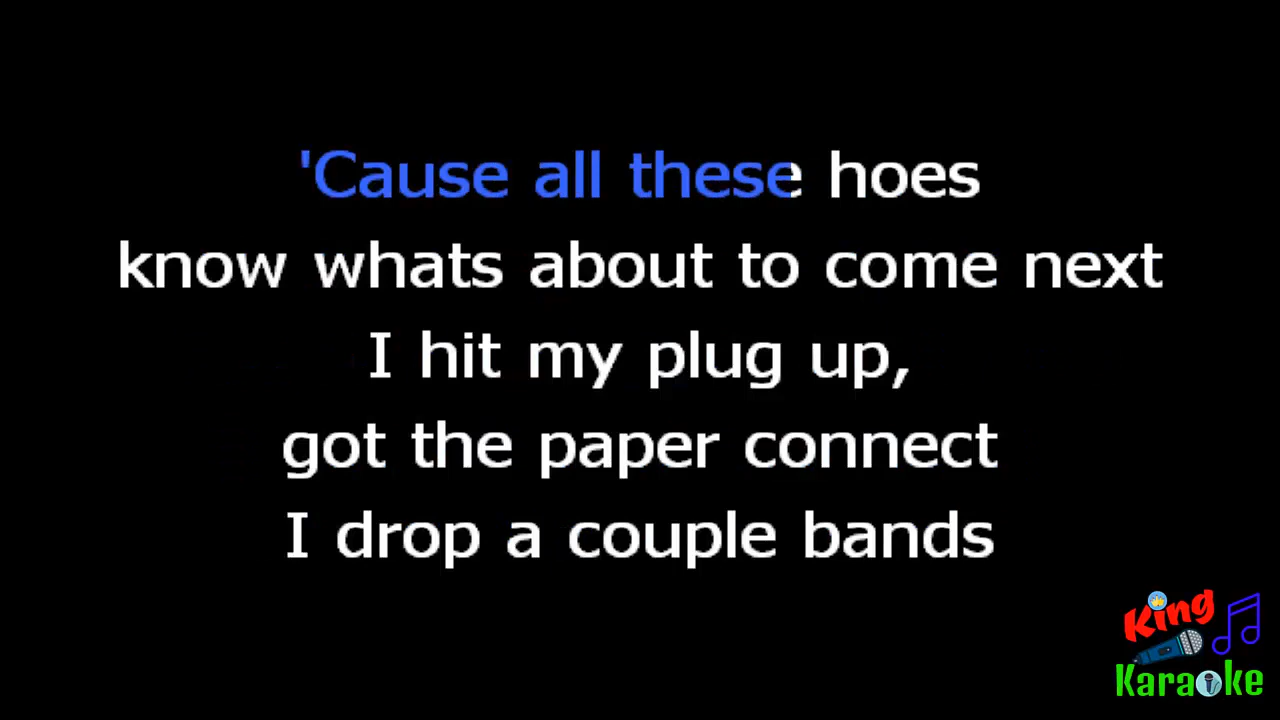 'Cause all these hoes
know whats about to come next
I hit my plug up,
got the paper connect
I drop a couple bands
King
Karaoke